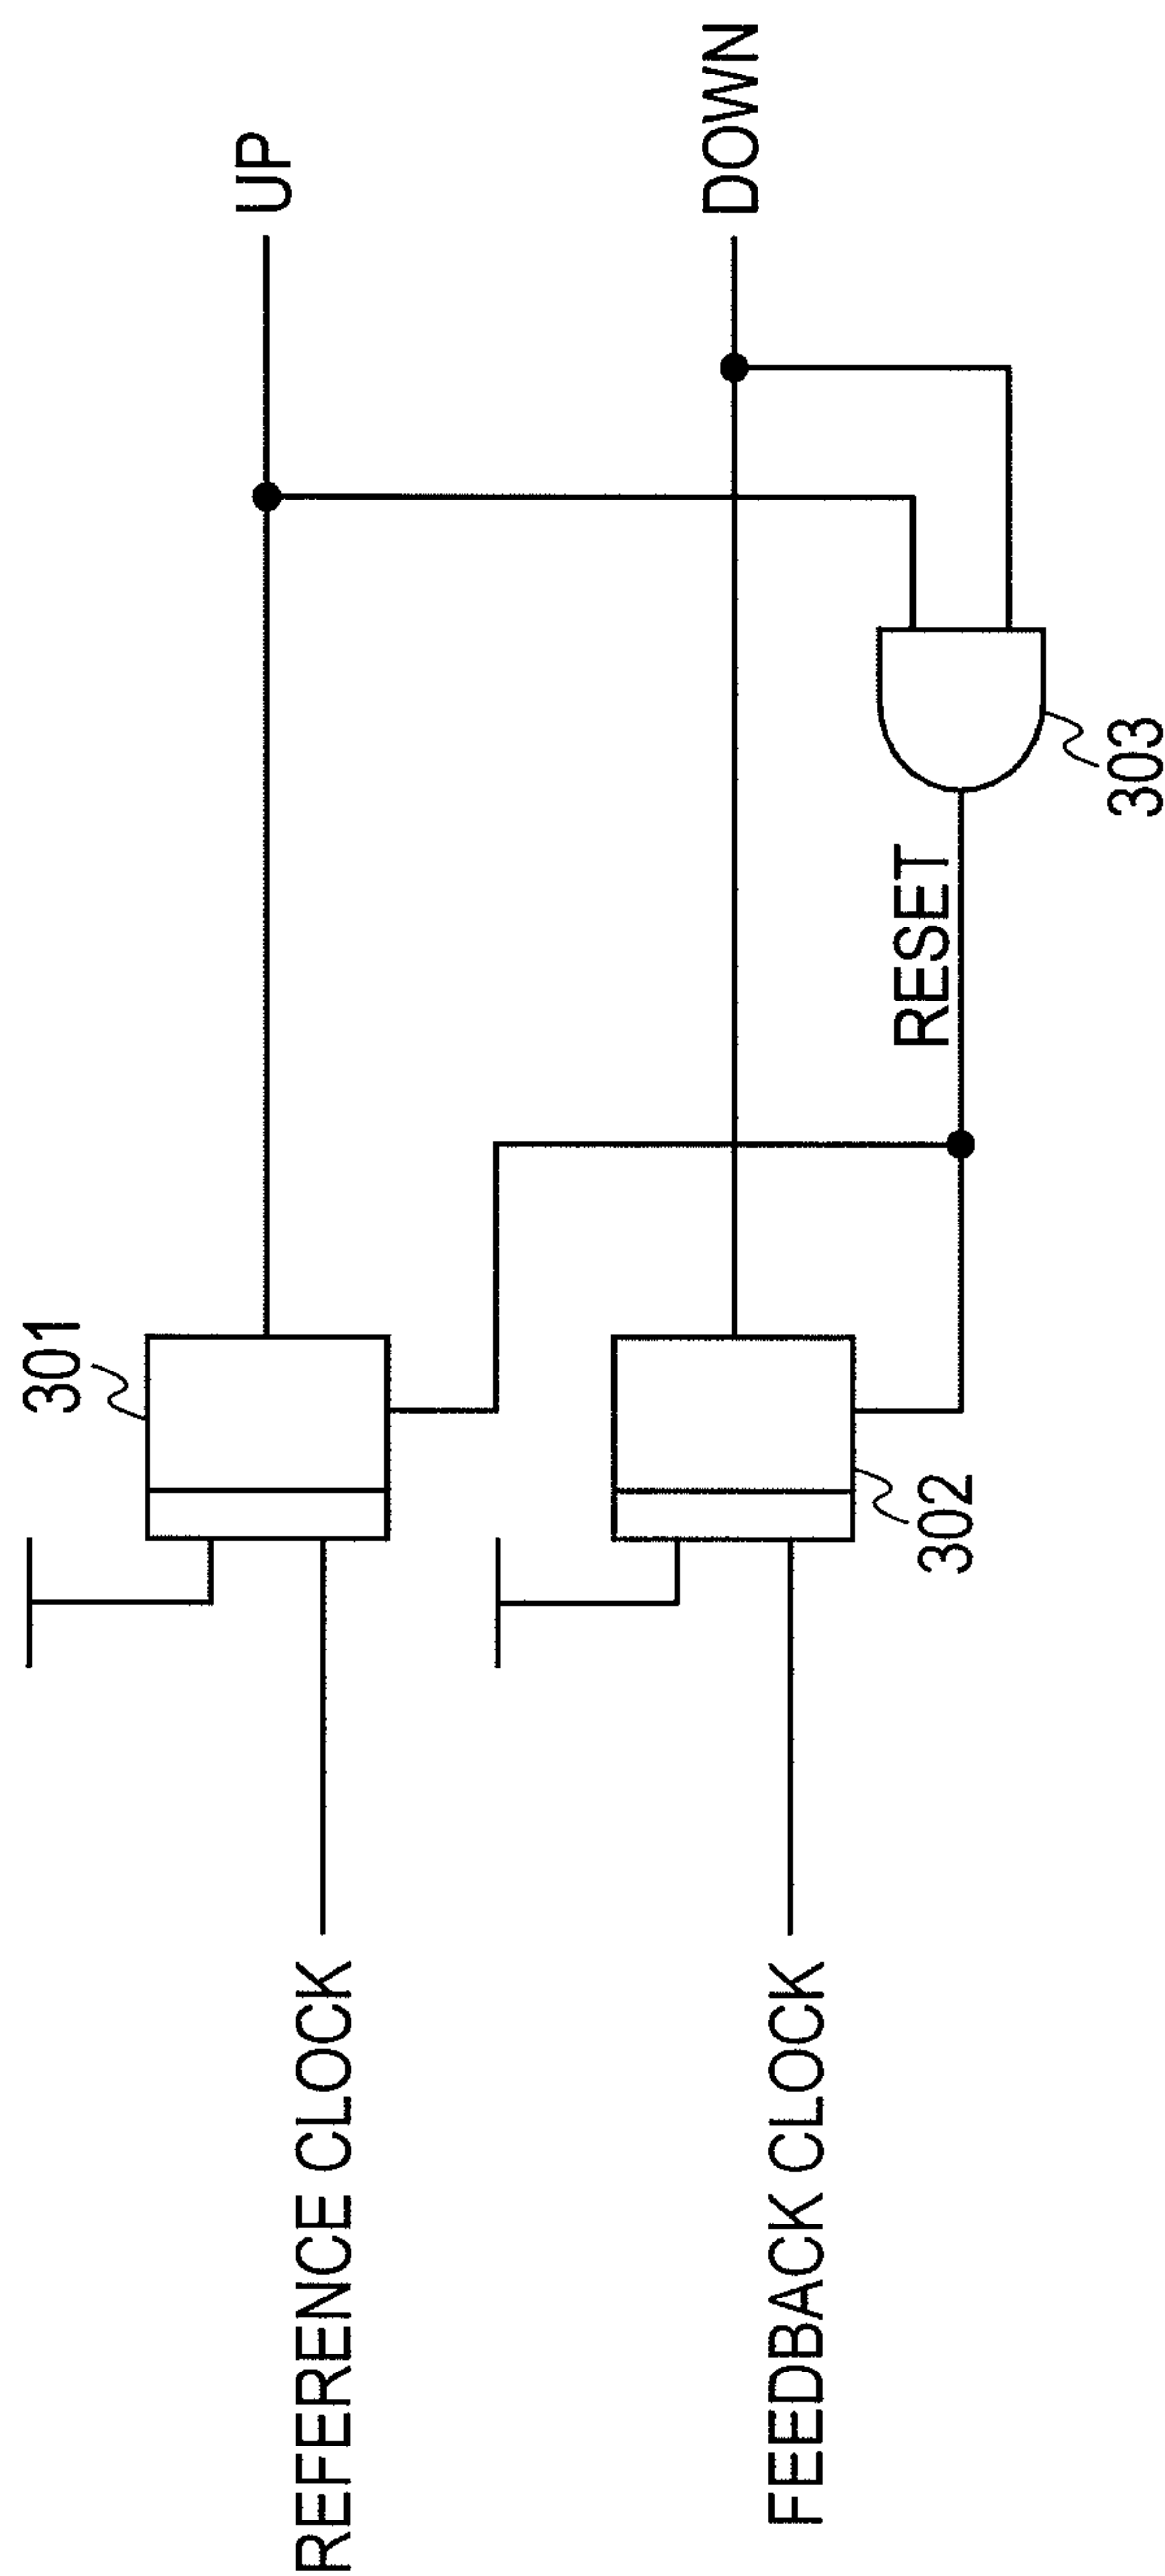 301
REFERENCE CLOCK
UP
FEEDBACK CLOCK
DOWN
302
RESET
303